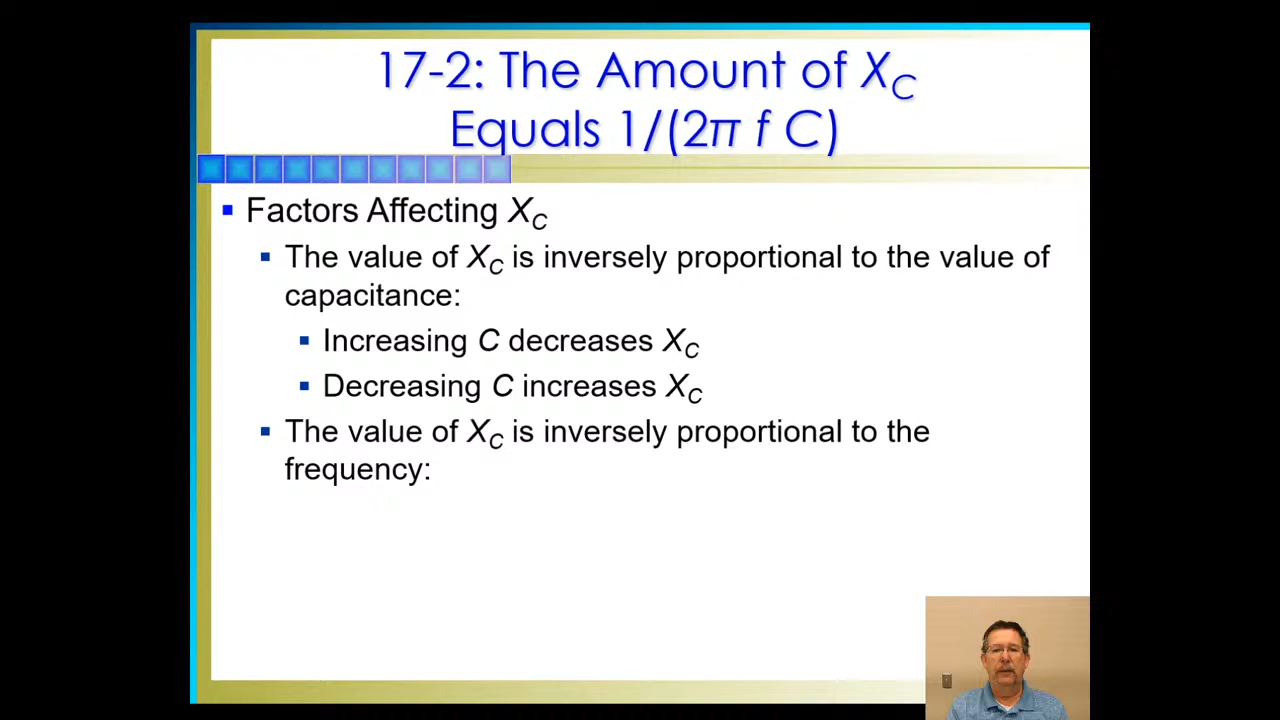 17-2: The Amount of XC
Equals 1/(2π f C)
Factors Affecting XC
The value of XC is inversely proportional to the value of
capacitance:
Increasing C decreases XC
Decreasing C increases XC
The value of XC is inversely proportional to the
frequency: